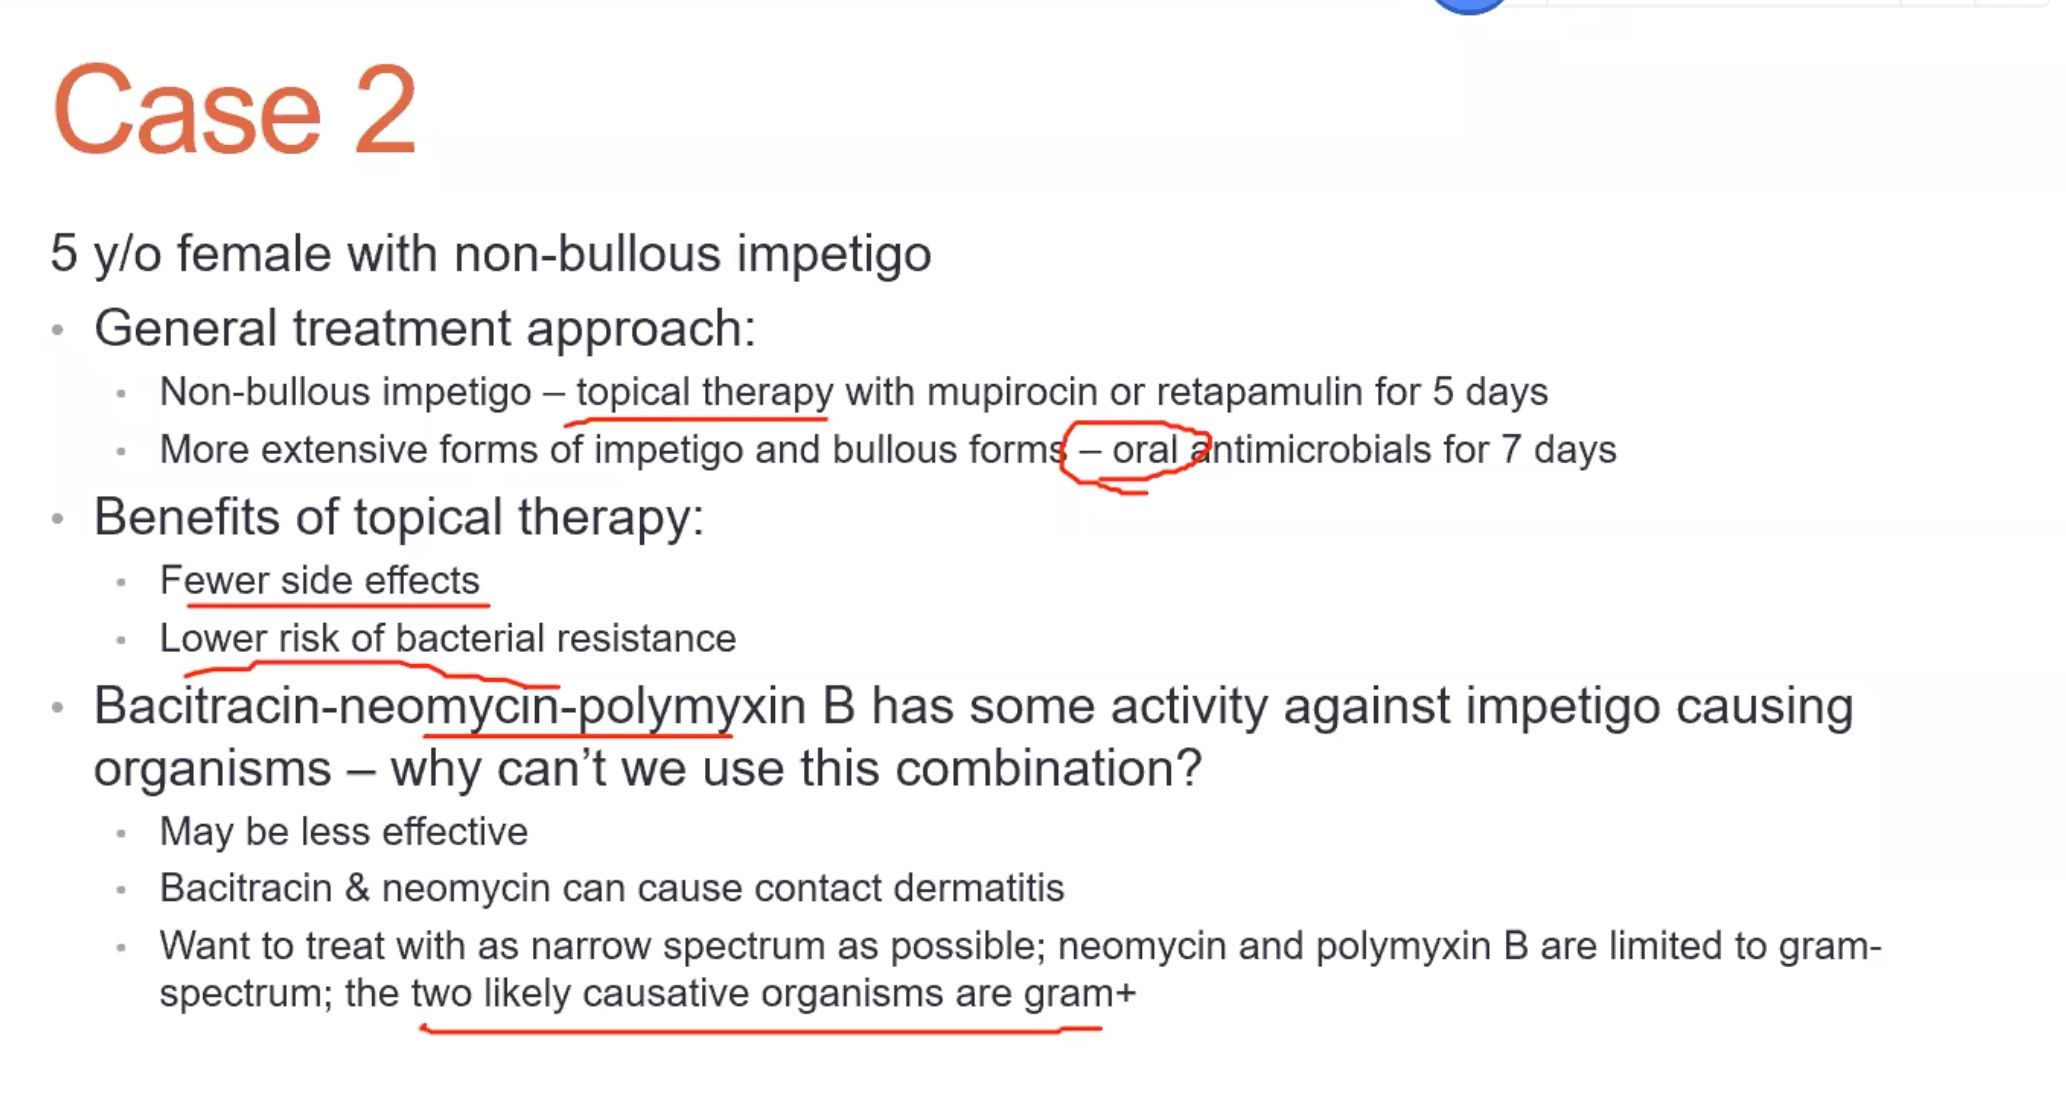 Case 2
5 y/o female with non-bullous impetigo
• General treatment approach:
• Non-bullous impetigo – topical therapy with mupirocin or retapamulin for 5 days
• More extensive forms of impetigo and bullous forms – oral antimicrobials for 7 days
• Benefits of topical therapy:
• Fewer side effects
• Lower risk of bacterial resistance
• Bacitracin-neomycin-polymyxin B has some activity against impetigo causing
organisms – why can't we use this combination?
• May be less effective
• Bacitracin & neomycin can cause contact dermatitis
• Want to treat with as narrow spectrum as possible; neomycin and polymyxin B are limited to gram-
spectrum; the two likely causative organisms are gram+